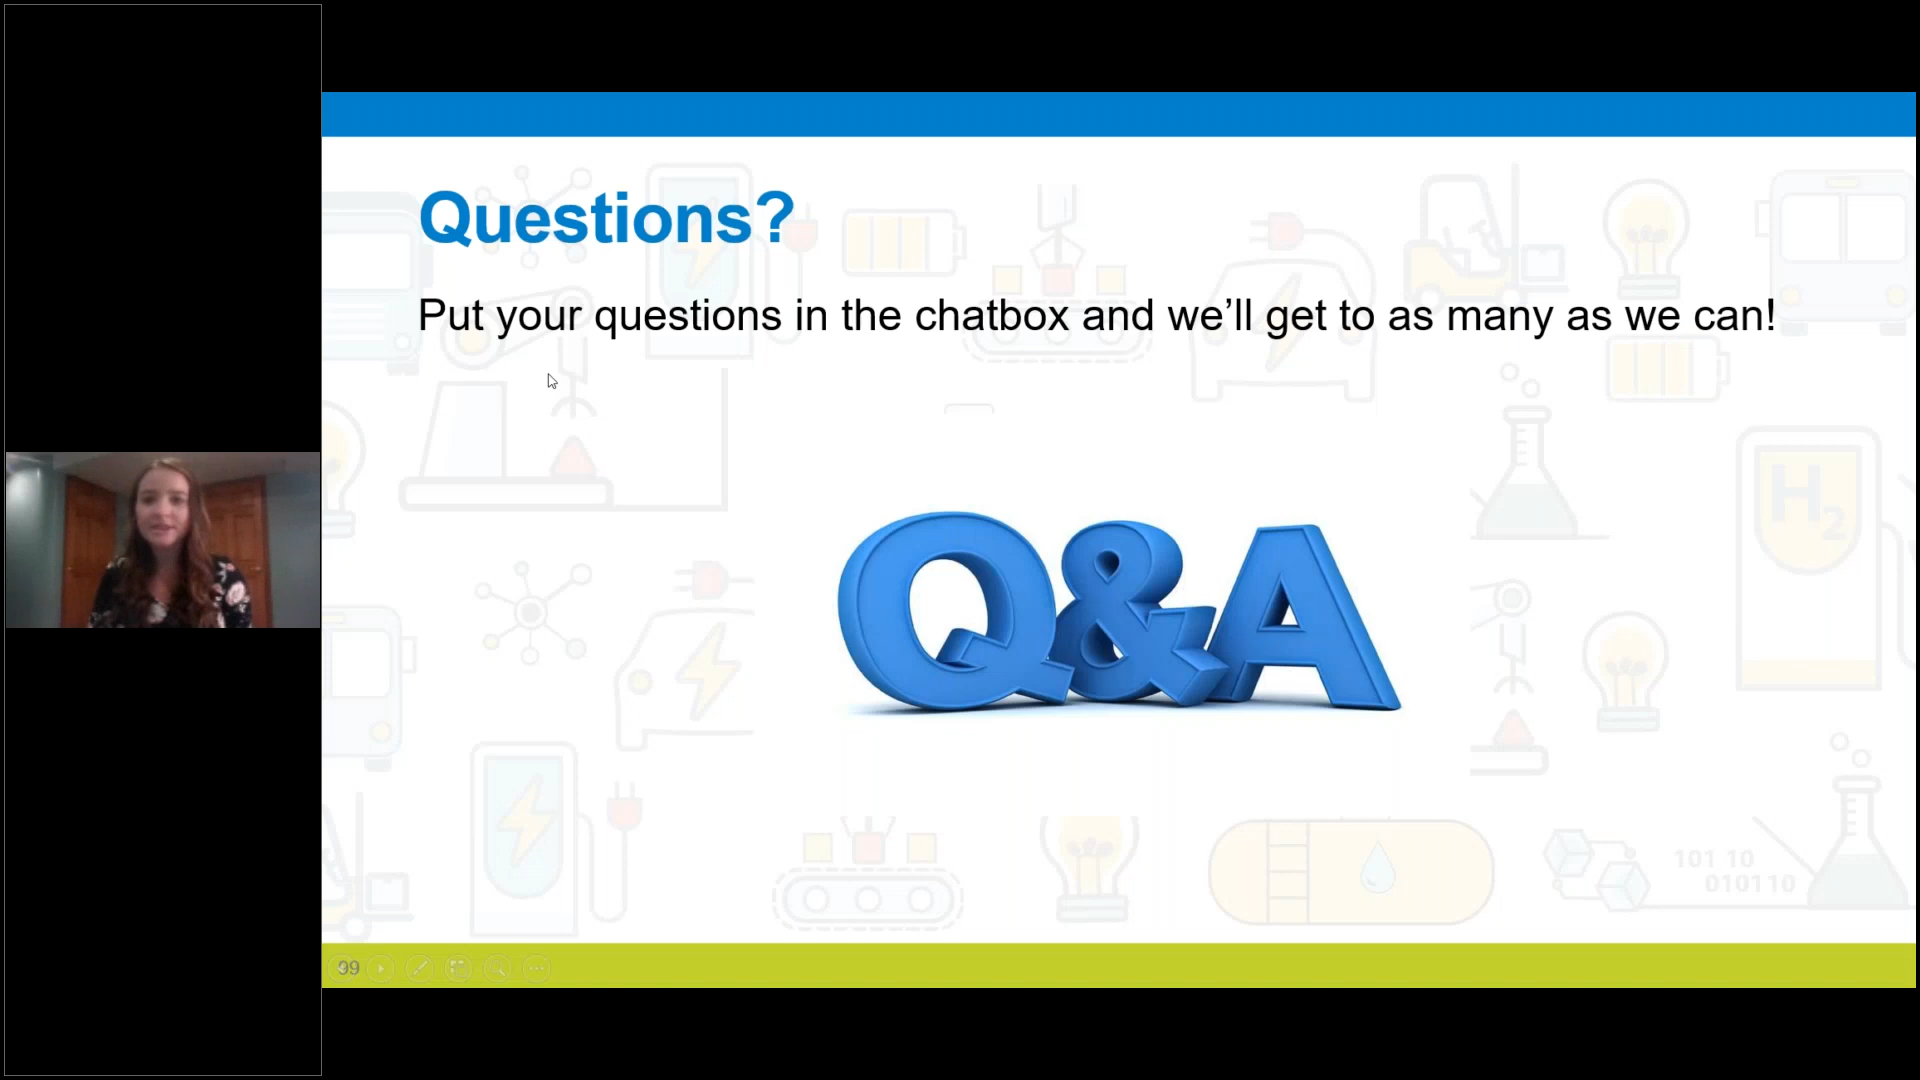 Questions?
Put your questions in the chatbox and we’ll get to as many as we can!
H2
Q&A
101 10
010110
99